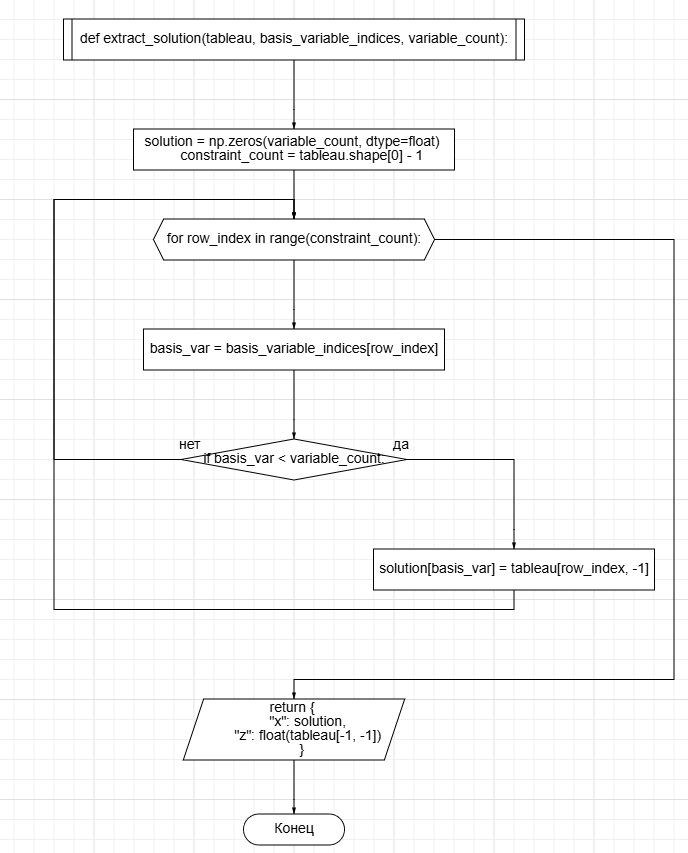 def extract_solution(tableau, basis_variable_indices, variable_count):
solution = np.zeros(variable_count, dtype=float)
constraint_count = tableau.shape[0] - 1
for row_index in range(constraint_count):
basis_var = basis_variable_indices[row_index]
нет
да
if basis_var < variable_count:
solution[basis_var] = tableau[row_index, -1]
return {
"x": solution,
"z": float(tableau[-1, -1])
}
Конец